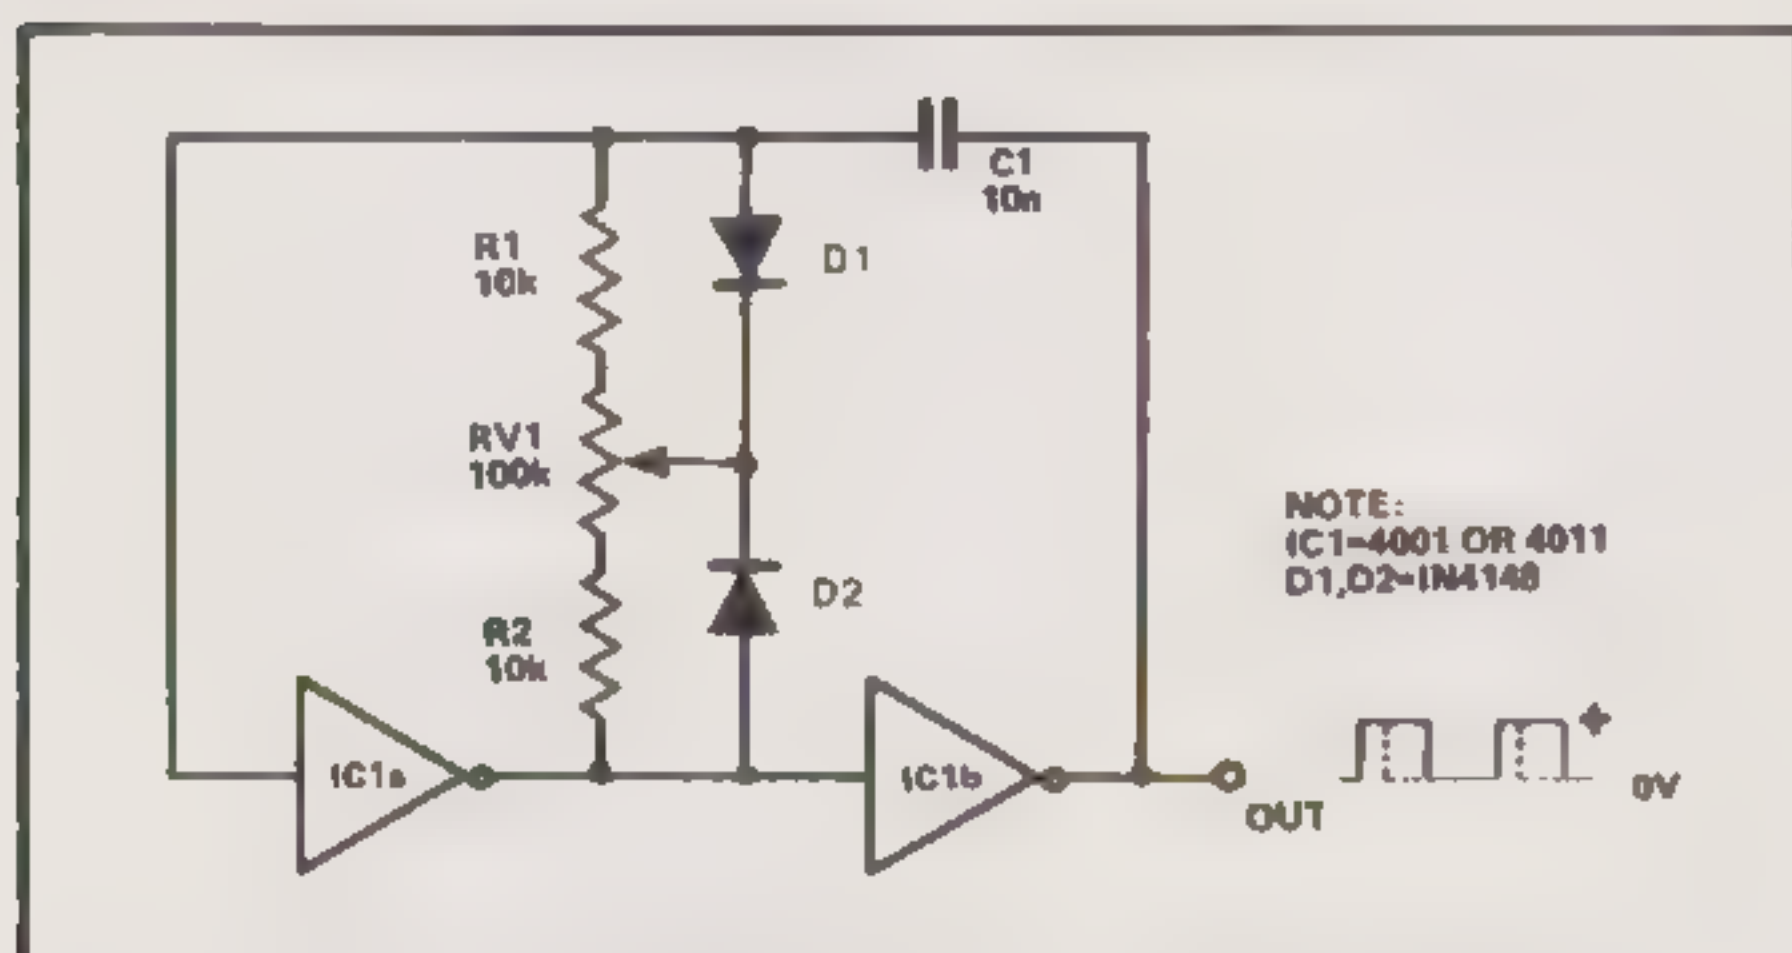 C1
10n
R1
10k
D1
RV1
100k
NOTE:
IC1=4001 OR 4011
D1,D2=IN4148
D2
R2
10k
IC1a
IC1b
OUT
0V